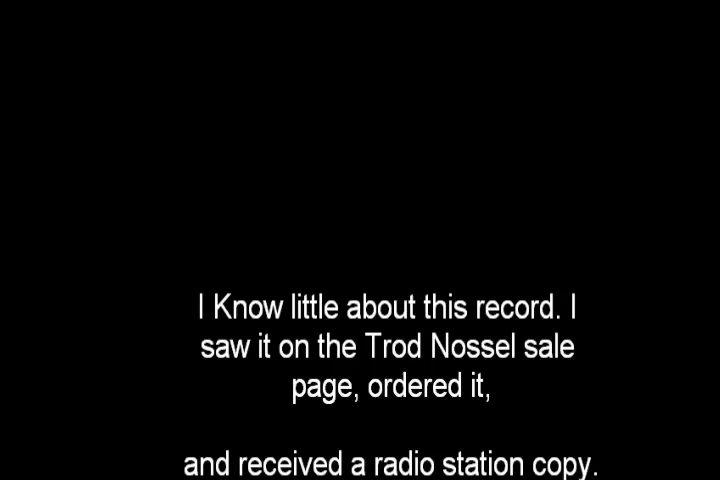 I Know little about this record. I
saw it on the Trod Nossel sale
page, ordered it,
and received a radio station copy.